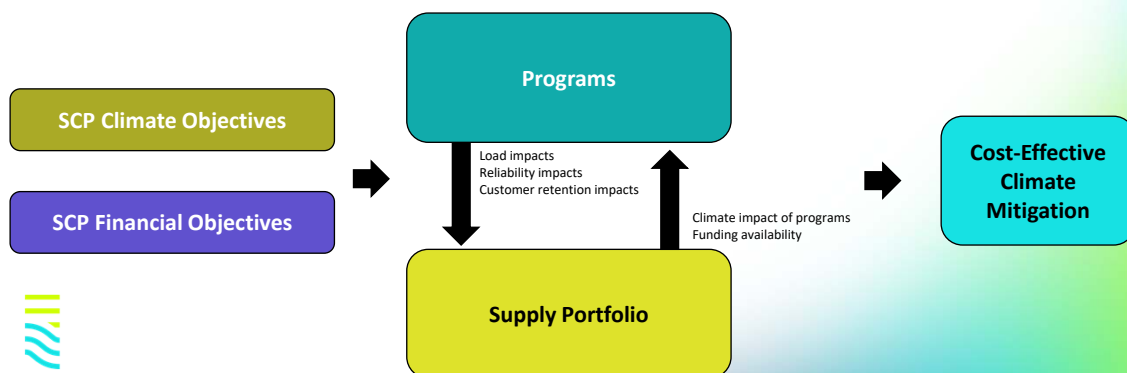 SCP Climate Objectives
SCP Financial Objectives
Programs
Load impacts
Reliability impacts
Customer retention impacts
Climate impact of programs
Funding availability
Supply Portfolio
Cost-Effective
Climate
Mitigation